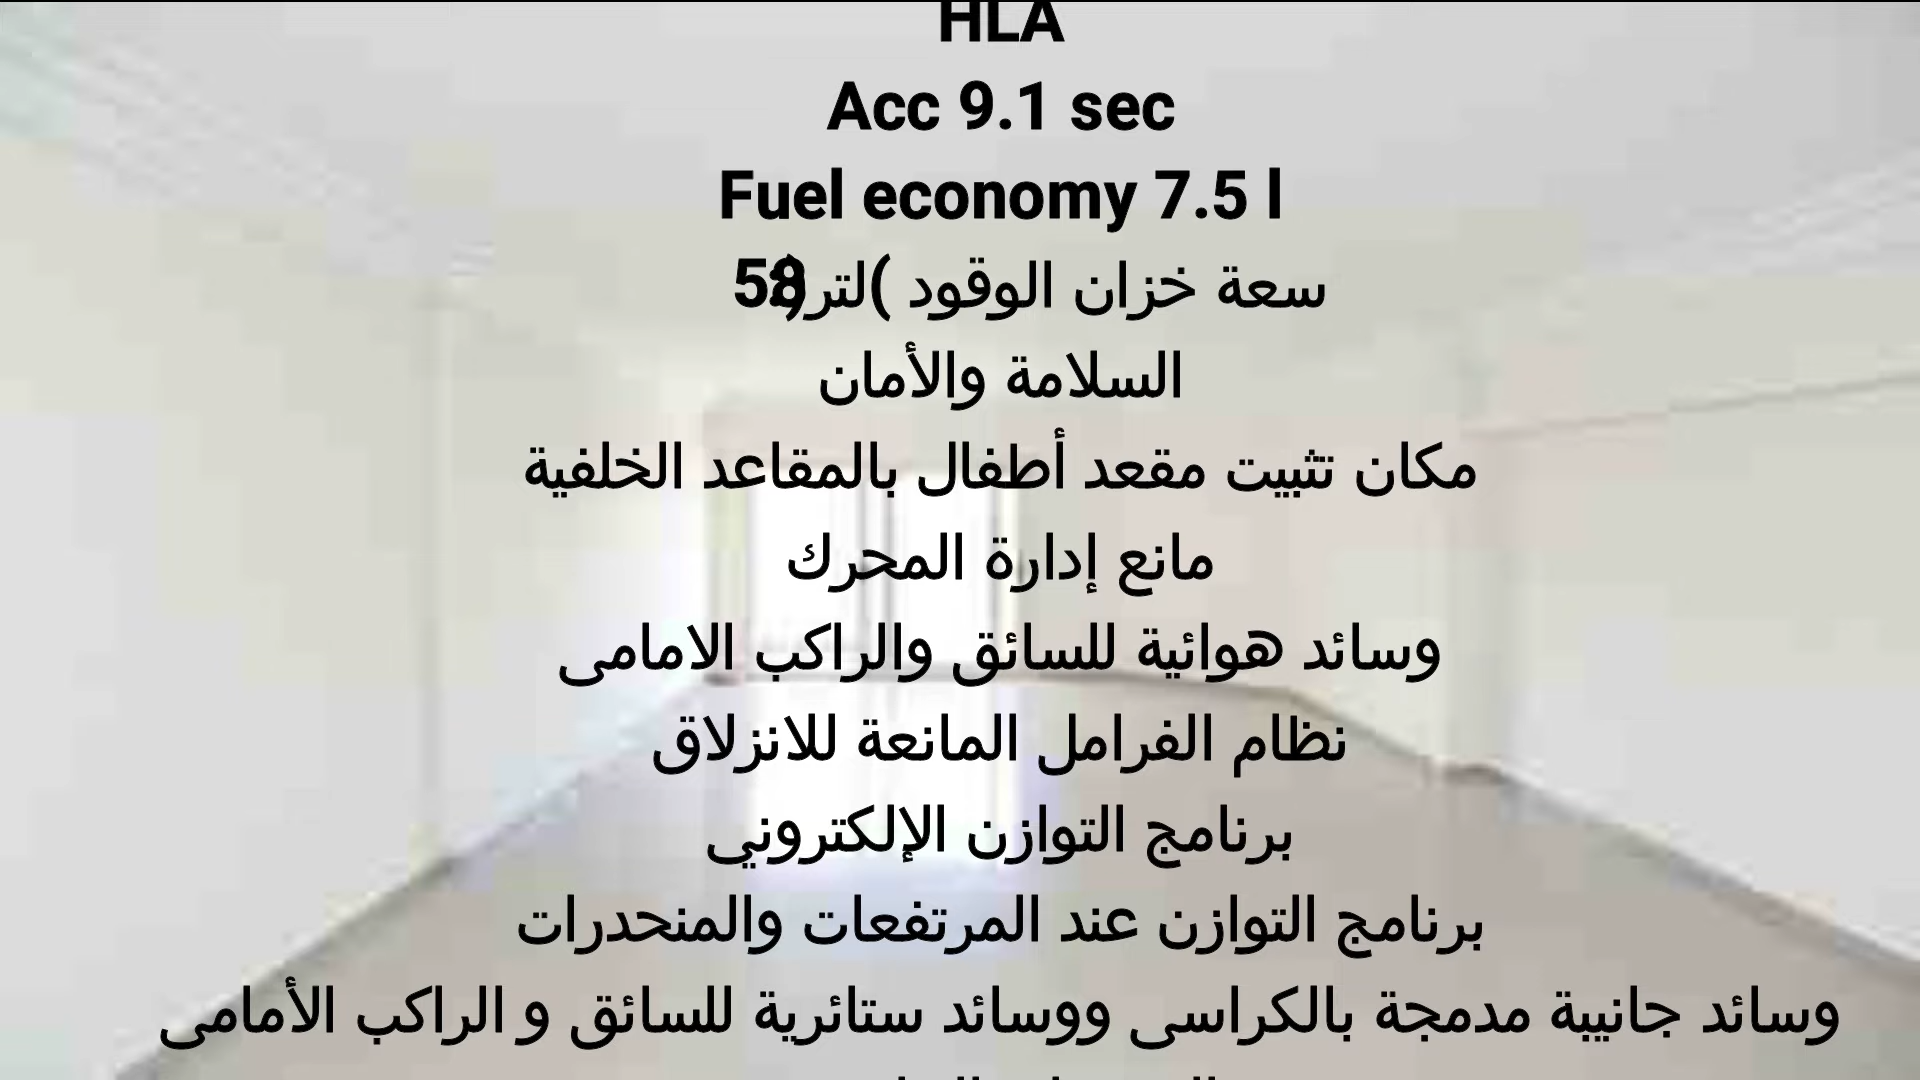 HLA
Acc 9.1 sec
Fuel economy 7.5 l
سعة خزان الوقود )لتر(58
السلامة والأمان
مكان تثبيت مقعد أطفال بالمقاعد الخلفية
مانع إدارة المحرك
وسائد هوائية للسائق والراكب الامامى
نظام الفرامل المانعة للانزلاق
برنامج التوازن الإلكتروني
برنامج التوازن عند المرتفعات والمنحدرات
وسائد جانبية مدمجة بالكراسى ووسائد ستائرية للسائق و الراكب الأمامى